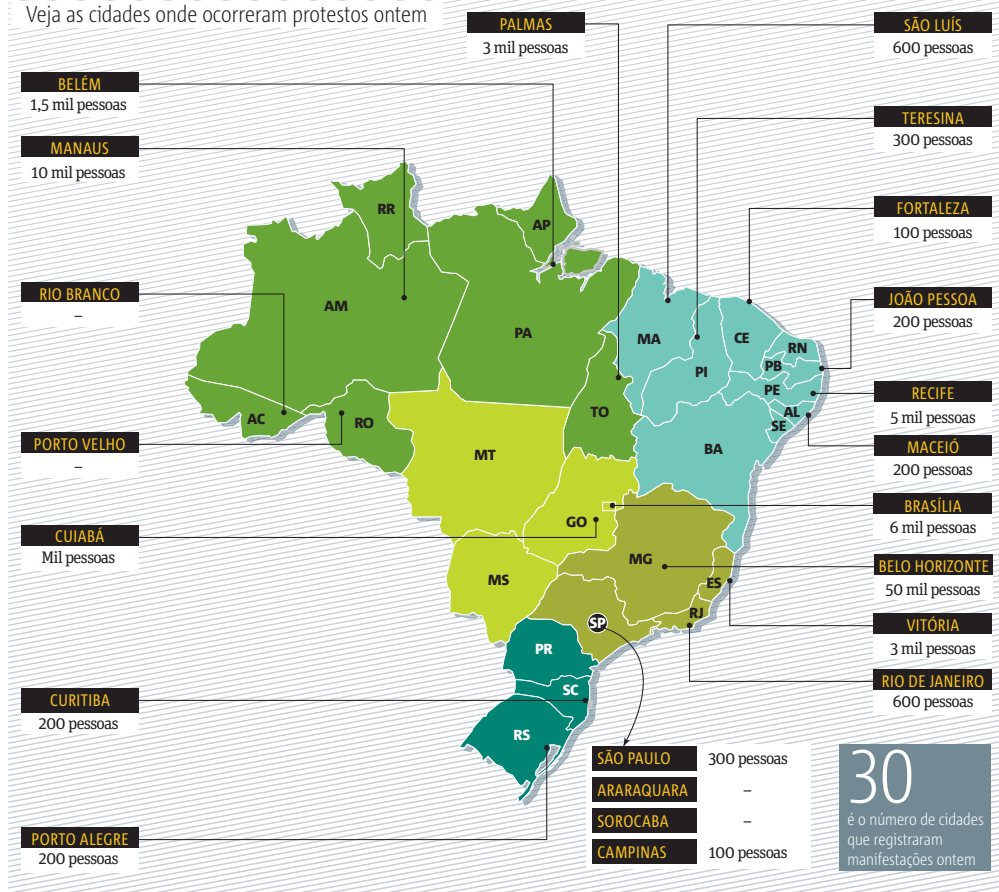 Veja as cidades onde ocorreram protestos ontem
PALMAS
3 mil pessoas
SÃO LUÍS
600 pessoas
BELÉM
1,5 mil pessoas
TERESINA
300 pessoas
MANAUS
10 mil pessoas
FORTALEZA
100 pessoas
RIO BRANCO
–
JOÃO PESSOA
200 pessoas
RECIFE
5 mil pessoas
PORTO VELHO
–
MACEIÓ
200 pessoas
BRASÍLIA
6 mil pessoas
CUIABÁ
Mil pessoas
BELO HORIZONTE
50 mil pessoas
VITÓRIA
3 mil pessoas
RIO DE JANEIRO
600 pessoas
CURITIBA
200 pessoas
PORTO ALEGRE
200 pessoas
RR
AP
AM
PA
MA
CE
RN
PB
PI
PE
AL
SE
TO
AC
RO
BA
MT
GO
MG
ES
MS
RJ
SP
PR
SC
RS
SÃO PAULO 300 pessoas
ARARAQUARA –
SOROCABA –
CAMPINAS 100 pessoas
30
é o número de cidades
que registraram
manifestações ontem